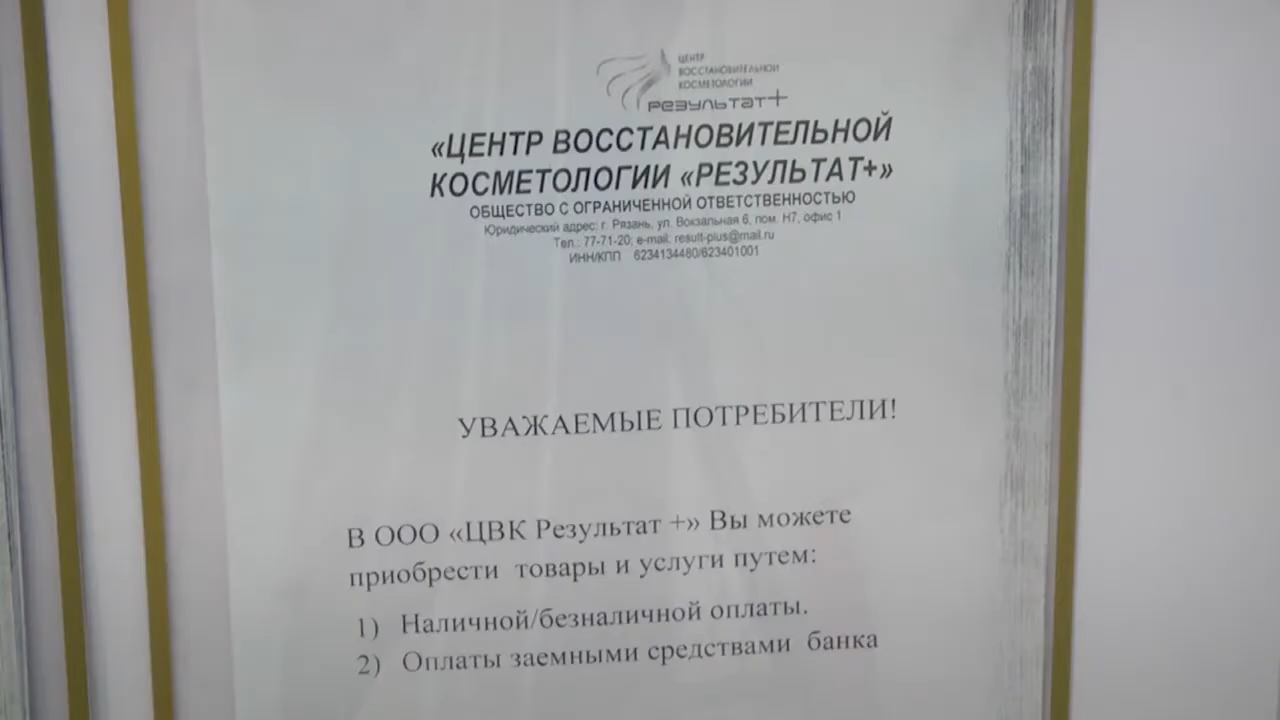 ЦЕНТР
ВОССТАНОВИТЕЛЬНОЙ
КОСМЕТОЛОГИИ
РЕЗУЛЬТАТ+
«ЦЕНТР ВОССТАНОВИТЕЛЬНОЙ
КОСМЕТОЛОГИИ «РЕЗУЛЬТАТ+»
ОБЩЕСТВО С ОГРАНИЧЕННОЙ ОТВЕТСТВЕННОСТЬЮ
Юридический адрес: г. Рязань, ул. Вокзальная 6, пом. Н7, офис 1
Тел.: 77-71-20; e-mail: result-plus@mail.ru
ИНН/КПП 6234134480/623401001
УВАЖАЕМЫЕ ПОТРЕБИТЕЛИ!
В ООО «ЦВК Результат +» Вы можете
приобрести товары и услуги путем:
1) Наличной/безналичной оплаты.
2) Оплаты заемными средствами банка